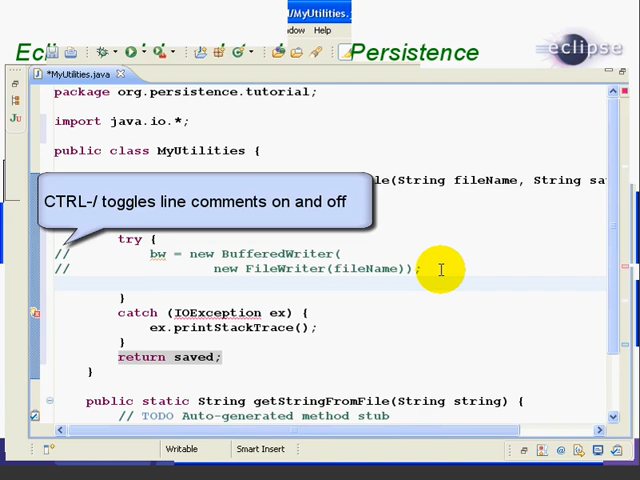 /MyUtilities.
ndow Help
Ecl
Persistence
eclipse
*MyUtilities.java
package org.persistence.tutorial;
import java.io.*;
public class MyUtilities {
le(String fileName, String sav
CTRL-/ toggles line comments on and off
try {
// bw = new BufferedWriter(
// new FileWriter(fileName));
}
catch (IOException ex) {
ex.printStackTrace();
}
return saved;
}
public static String getStringFromFile(String string) {
// TODO Auto-generated method stub
Writable
Smart Insert